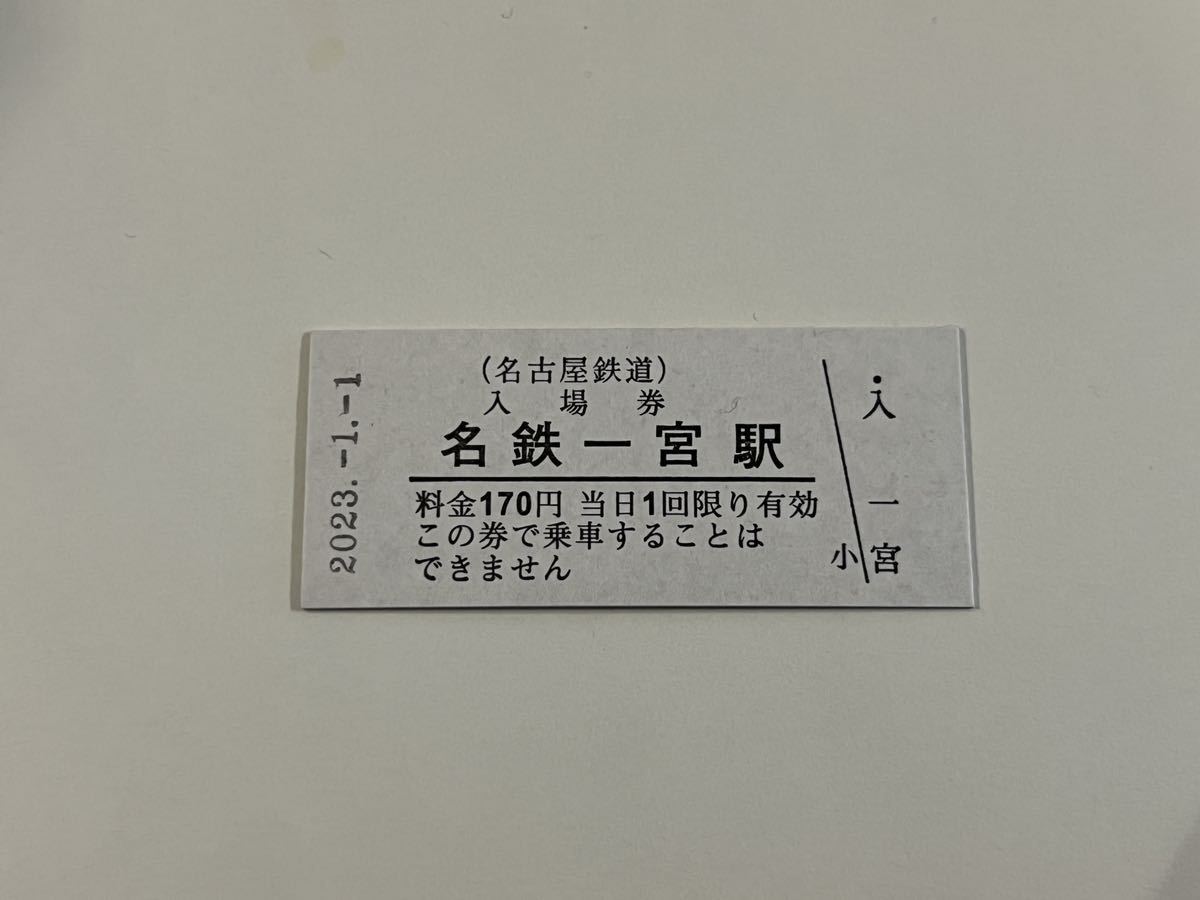 2023.-1.-1
(名古屋鉄道)
入場券
名鉄一宮駅
料金170円 当日1回限り有効
この券で乗車することは
できません
入
一宮
小